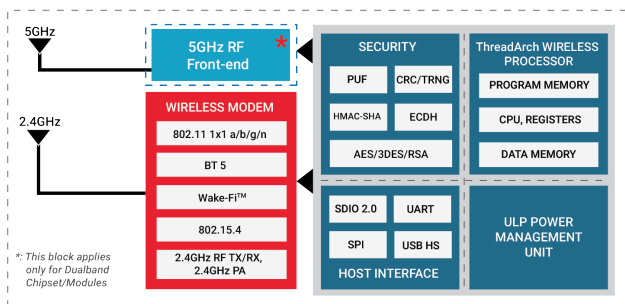 5GHz
5GHz RF
Front-end
*
2.4GHz
WIRELESS MODEM
802.11 1x1 a/b/g/n
BT 5
Wake-Fi™
802.15.4
2.4GHz RF TX/RX,
2.4GHz PA
*: This block applies
only for Dualband
Chipset/Modules
SECURITY
PUF
CRC/TRNG
HMAC-SHA
ECDH
AES/3DES/RSA
ThreadArch WIRELESS
PROCESSOR
PROGRAM MEMORY
CPU, REGISTERS
DATA MEMORY
SDIO 2.0
UART
SPI
USB HS
HOST INTERFACE
ULP POWER
MANAGEMENT
UNIT